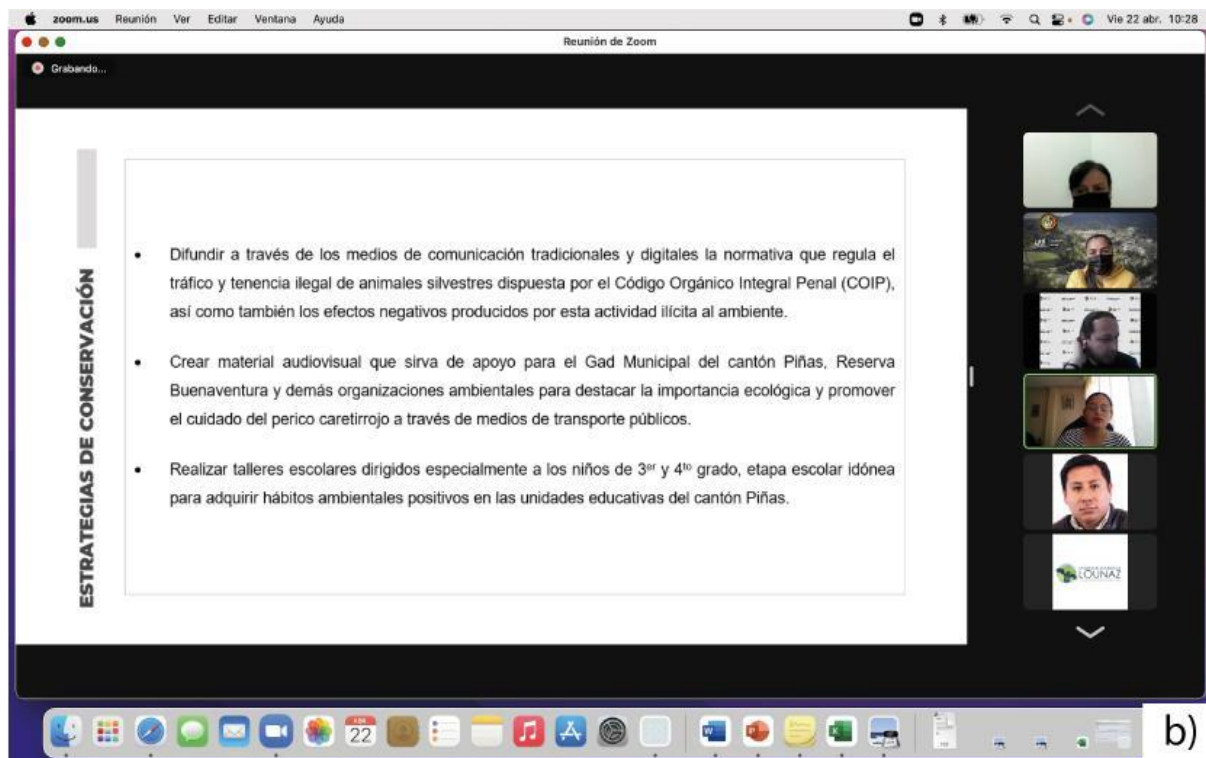 zoom.us Reunión Ver Editar Ventana Ayuda
Vie 22 abr. 10:28
Reunión de Zoom
Grabando...
ESTRATEGIAS DE CONSERVACIÓN
• Difundir a través de los medios de comunicación tradicionales y digitales la normativa que regula el
tráfico y tenencia ilegal de animales silvestres dispuesta por el Código Orgánico Integral Penal (COIP),
así como también los efectos negativos producidos por esta actividad ilícita al ambiente.
• Crear material audiovisual que sirva de apoyo para el Gad Municipal del cantón Piñas, Reserva
Buenaventura y demás organizaciones ambientales para destacar la importancia ecológica y promover
el cuidado del perico caretirrojo a través de medios de transporte públicos.
• Realizar talleres escolares dirigidos especialmente a los niños de 3er y 4to grado, etapa escolar idónea
para adquirir hábitos ambientales positivos en las unidades educativas del cantón Piñas.
LOUNAZ
22
b)